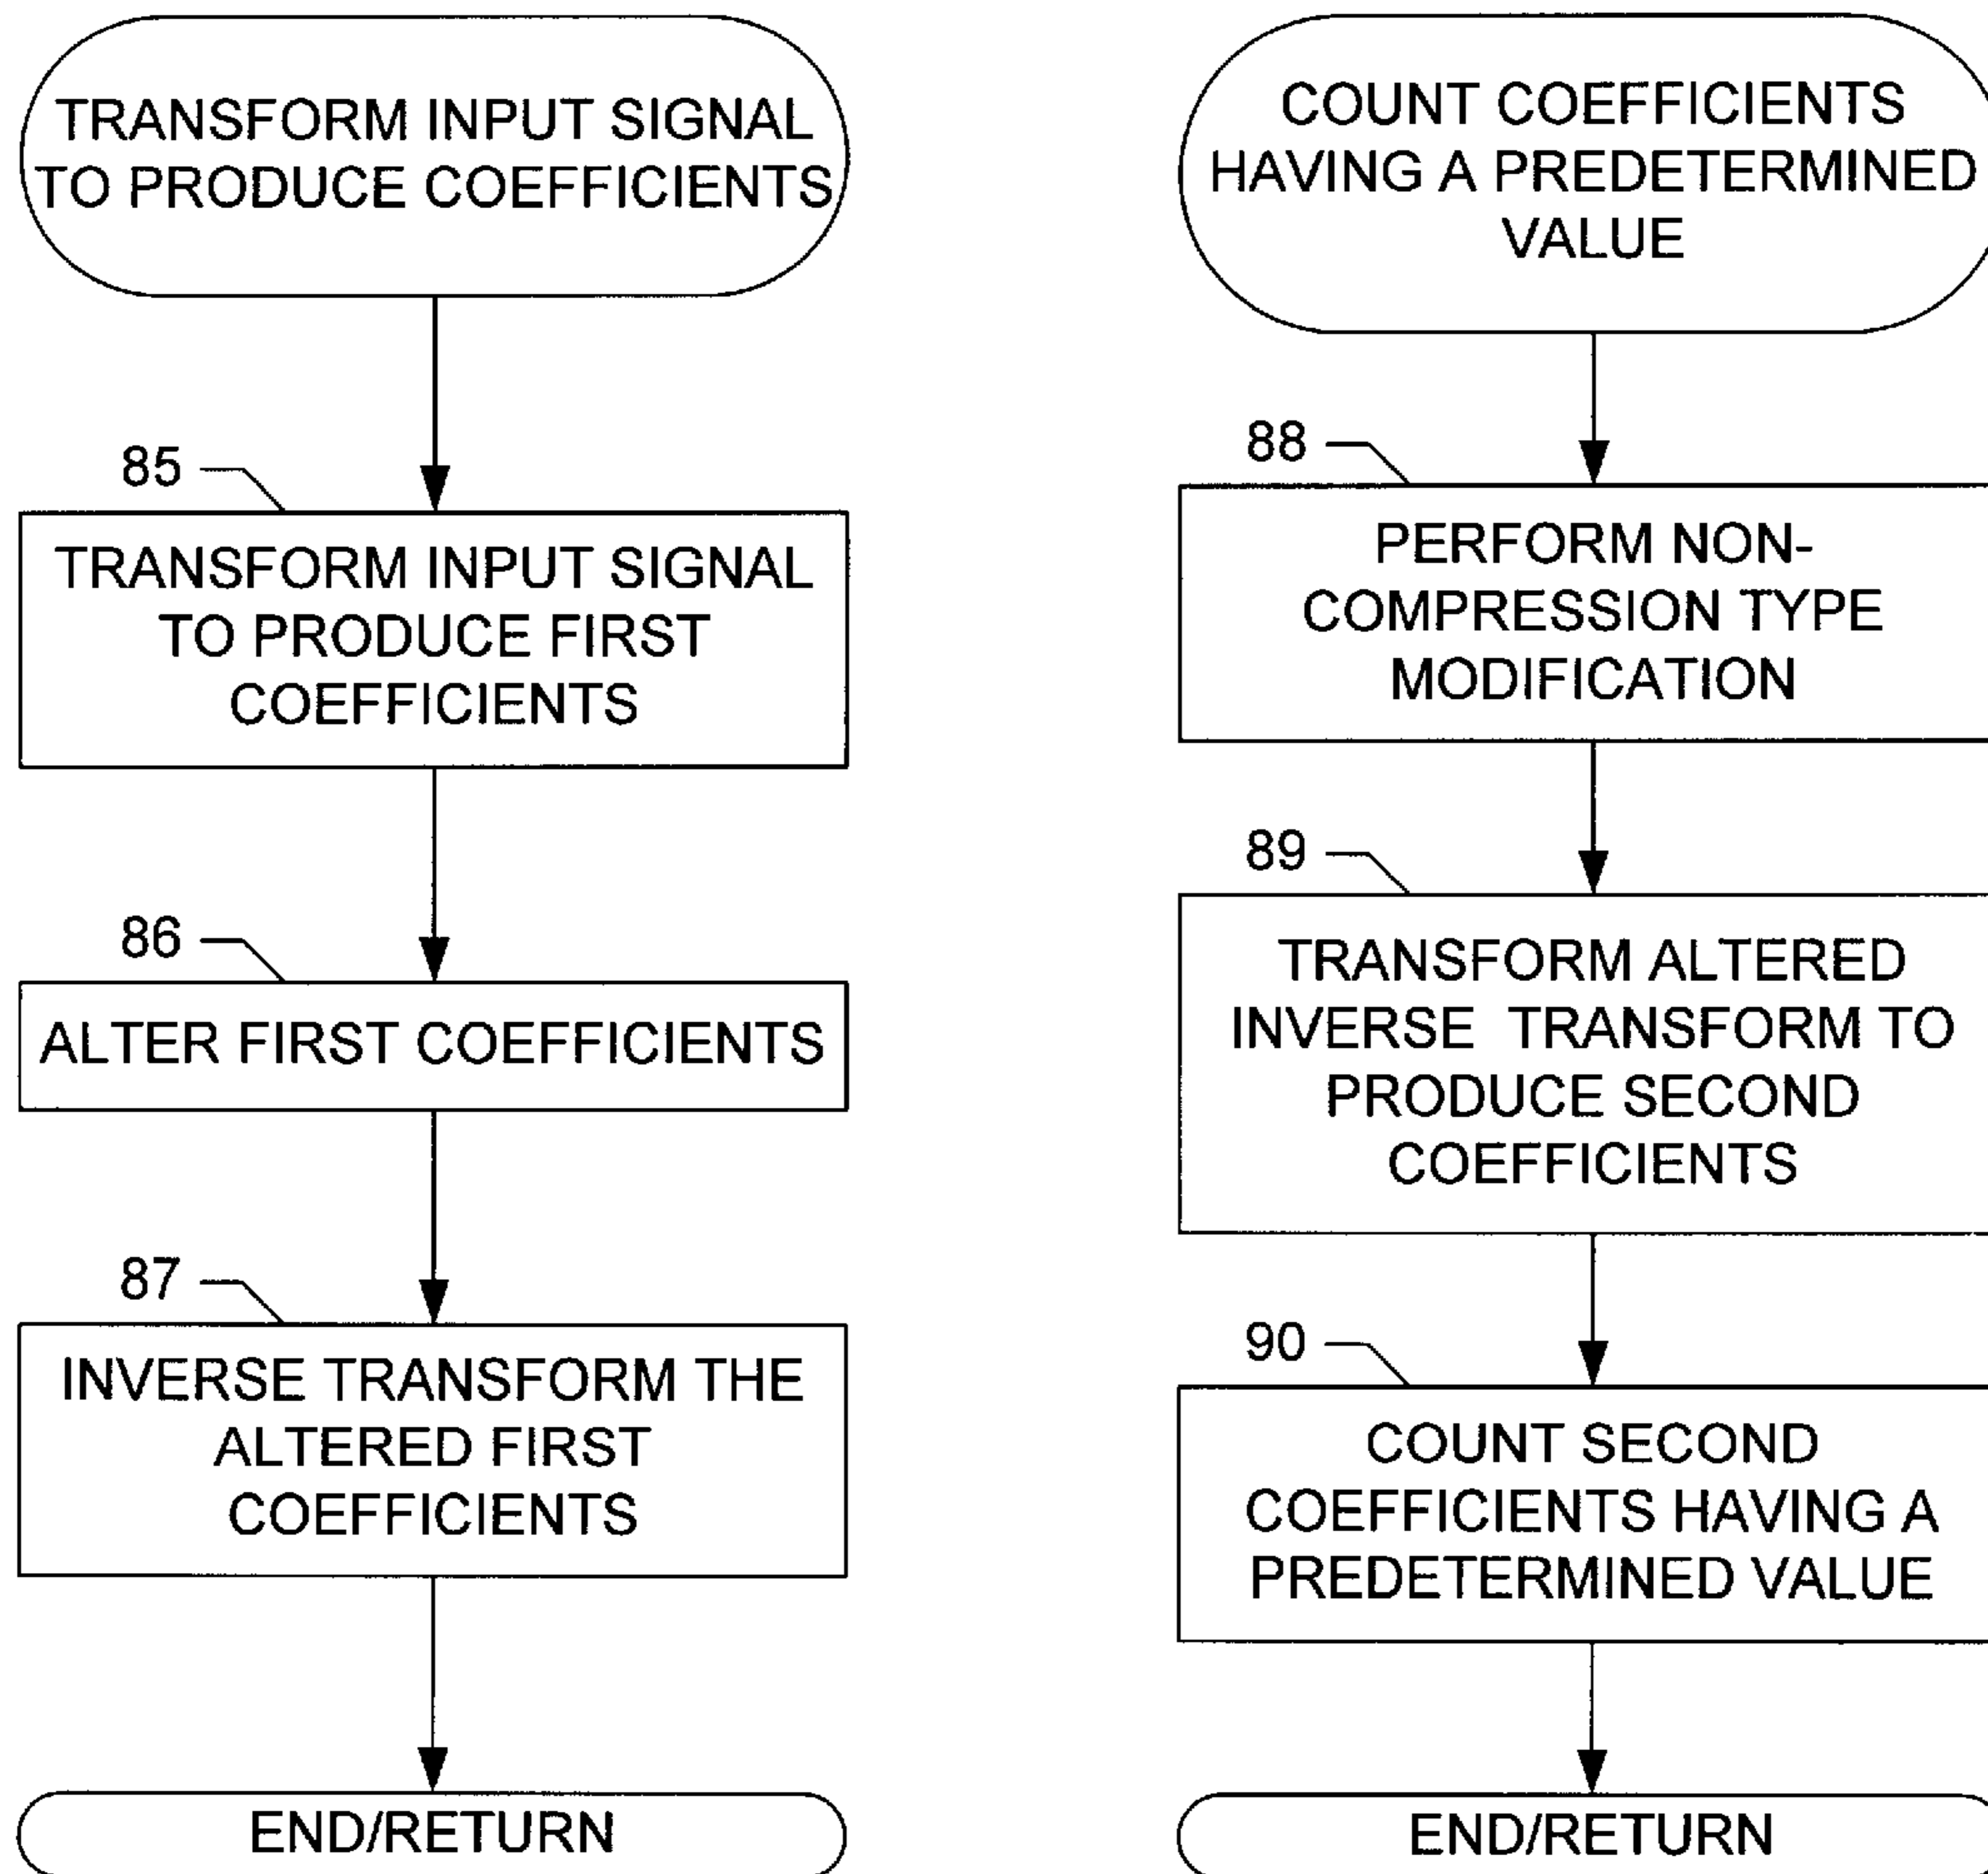 TRANSFORM INPUT SIGNAL
TO PRODUCE COEFFICIENTS
85
TRANSFORM INPUT SIGNAL
TO PRODUCE FIRST
COEFFICIENTS
86
ALTER FIRST COEFFICIENTS
87
INVERSE TRANSFORM THE
ALTERED FIRST
COEFFICIENTS
END/RETURN
COUNT COEFFICIENTS
HAVING A PREDETERMINED
VALUE
88
PERFORM NON-
COMPRESSION TYPE
MODIFICATION
89
TRANSFORM ALTERED
INVERSE TRANSFORM TO
PRODUCE SECOND
COEFFICIENTS
90
COUNT SECOND
COEFFICIENTS HAVING A
PREDETERMINED VALUE
END/RETURN